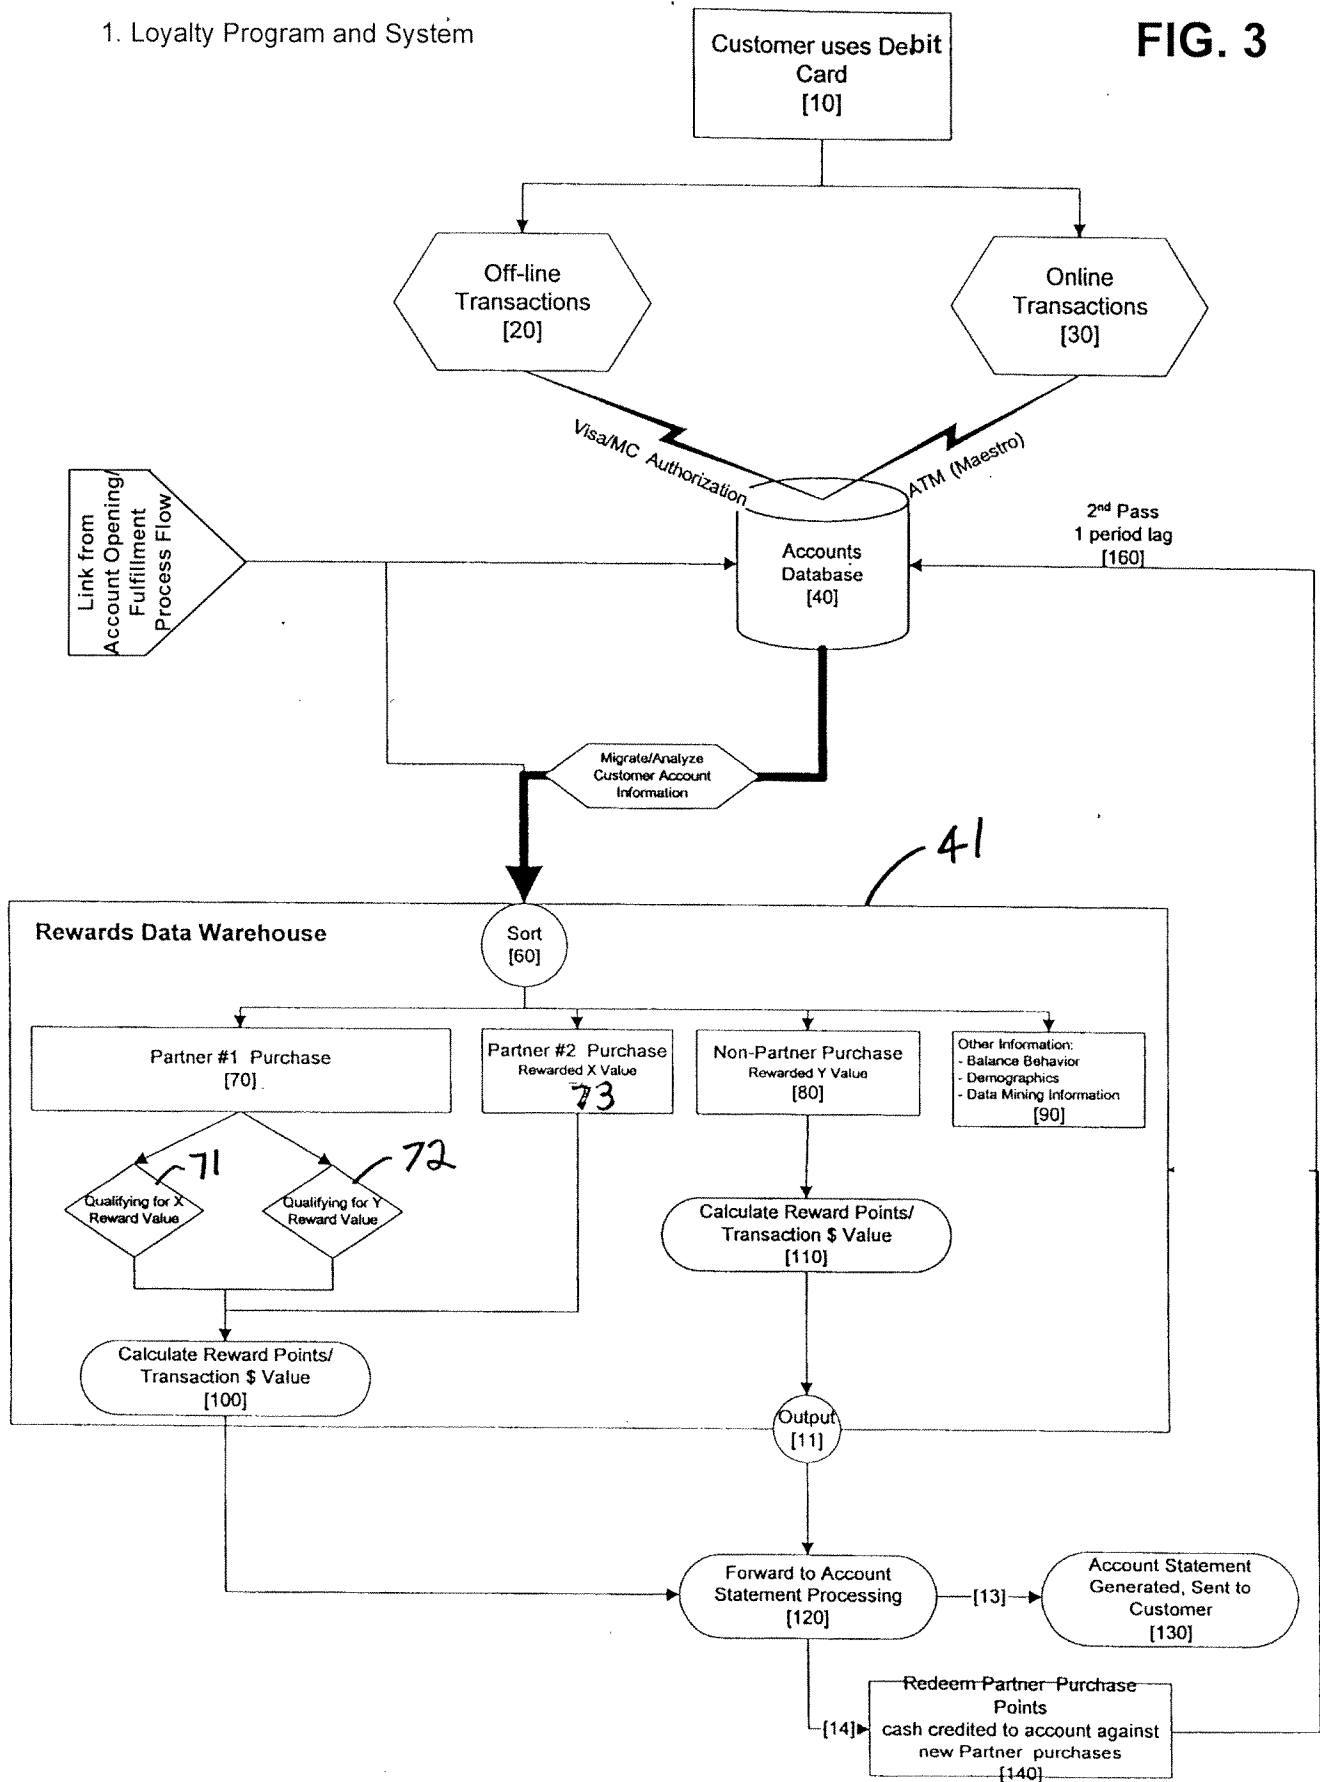 1. Loyalty Program and System
FIG. 3
Customer uses Debit
Card
[10]
Off-line
Transactions
[20]
Online
Transactions
[30]
Visa/MC Authorization
ATM (Maestro)
Link from
Account Opening/
Fulfillment
Process Flow
Accounts
Database
[40]
2nd Pass
1 period lag
[160]
Migrate/Analyze
Customer Account
Information
41
Rewards Data Warehouse
Sort
[60]
Partner #1 Purchase
[70]
Partner #2 Purchase
Rewarded X Value
73
Non-Partner Purchase
Rewarded Y Value
[80]
Other Information:
- Balance Behavior
- Demographics
- Data Mining Information
[90]
71
Qualifying for X
Reward Value
72
Qualifying for Y
Reward Value
Calculate Reward Points/
Transaction $ Value
[110]
Calculate Reward Points/
Transaction $ Value
[100]
Output
[11]
Forward to Account
Statement Processing
[120]
[13]
Account Statement
Generated, Sent to
Customer
[130]
[14]
Redeem Partner Purchase
Points
cash credited to account against
new Partner purchases
[140]